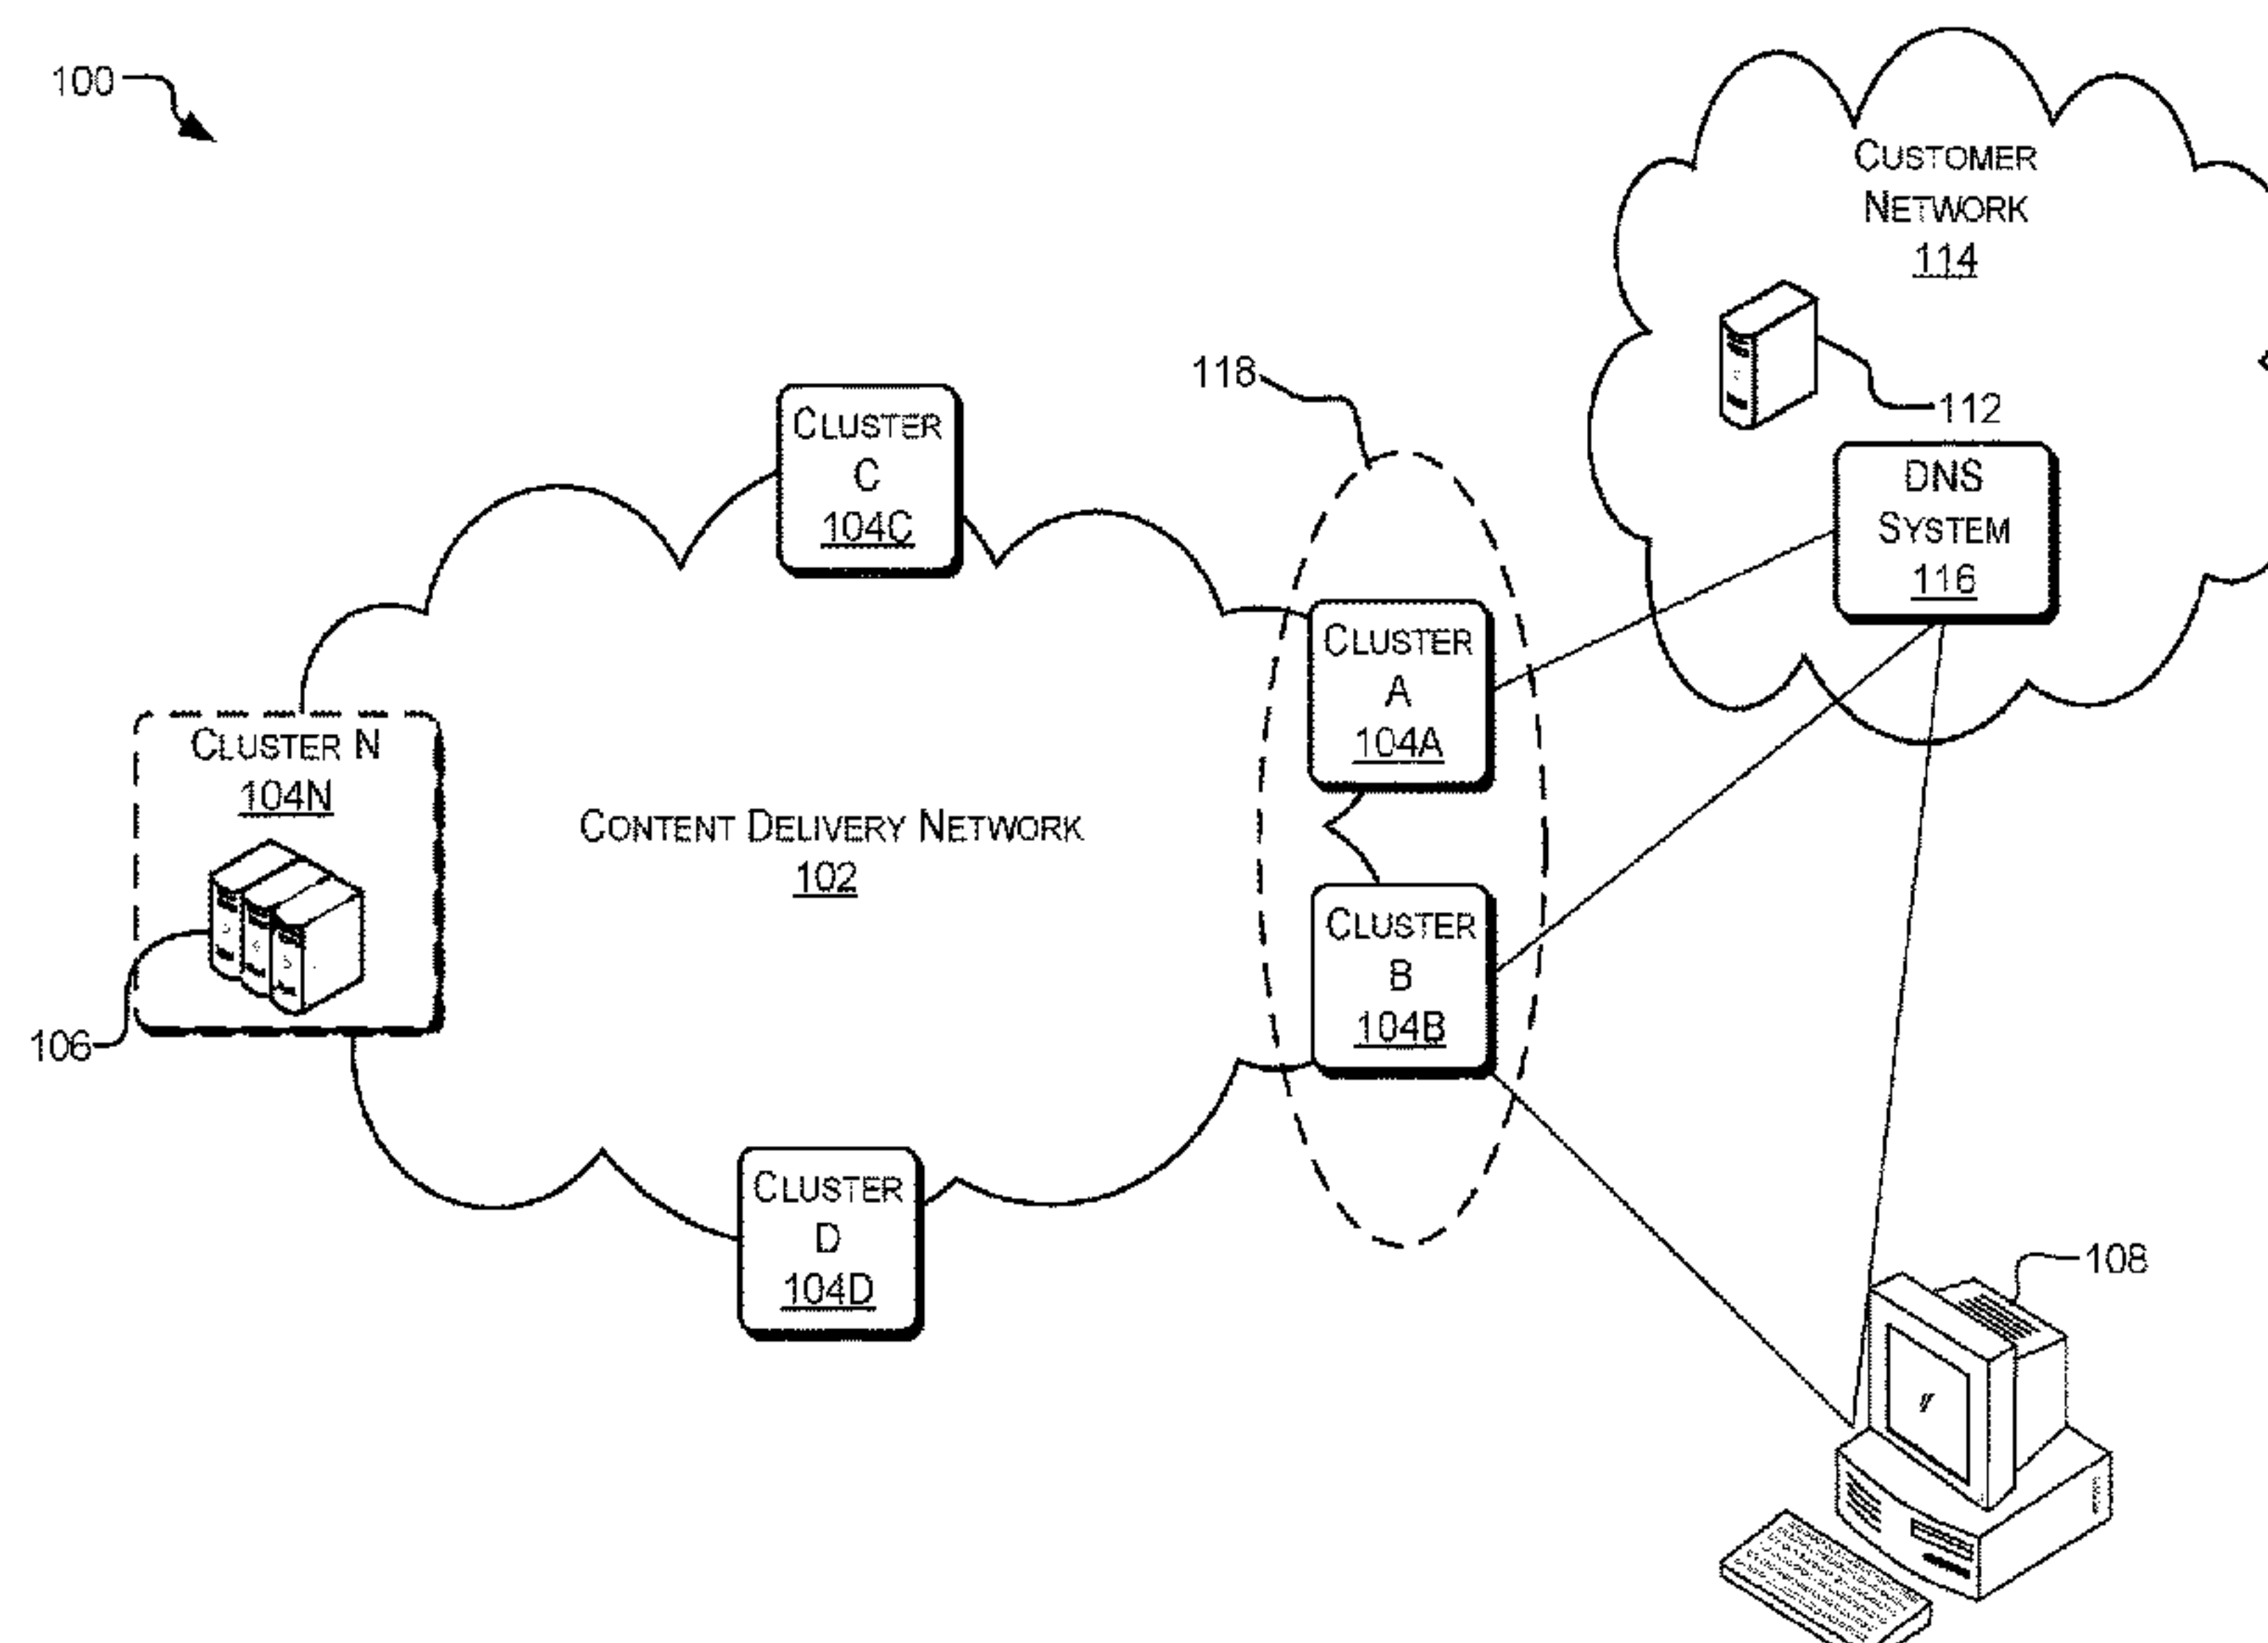 100
CUSTOMER
NETWORK
114
112
DNS
SYSTEM
116
118
CLUSTER
C
104C
CLUSTER
A
104A
CLUSTER N
104N
106
CONTENT DELIVERY NETWORK
102
CLUSTER
B
104B
CLUSTER
D
104D
108